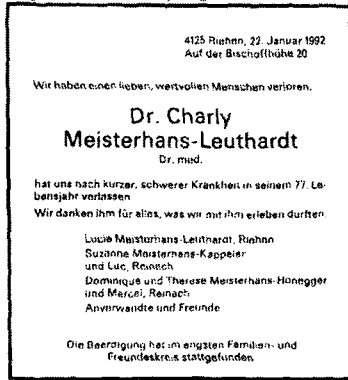 4125 Riehen, 22. Januar 1992
Auf der Bischoffhöhe 20
Wir haben einen lieben, wertvollen Menschen verloren.
Dr. Charly
Meisterhans-Leuthardt
Dr. med.
hat uns nach kurzer, schwerer Krankheit in seinem 77. Le-
bensjahr verlassen
Wir danken ihm für alles, was wir mit ihm erleben durften.
Lucie Meisterhans-Leuthardt, Riehen
Suzanne Meisterhans-Kappeler
und Luc, Reinach
Dominique und Therese Meisterhans-Honegger
und Marcel, Reinach
Anverwandte und Freunde
Die Beerdigung hat im engsten Familien- und
Freundeskreis stattgefunden.